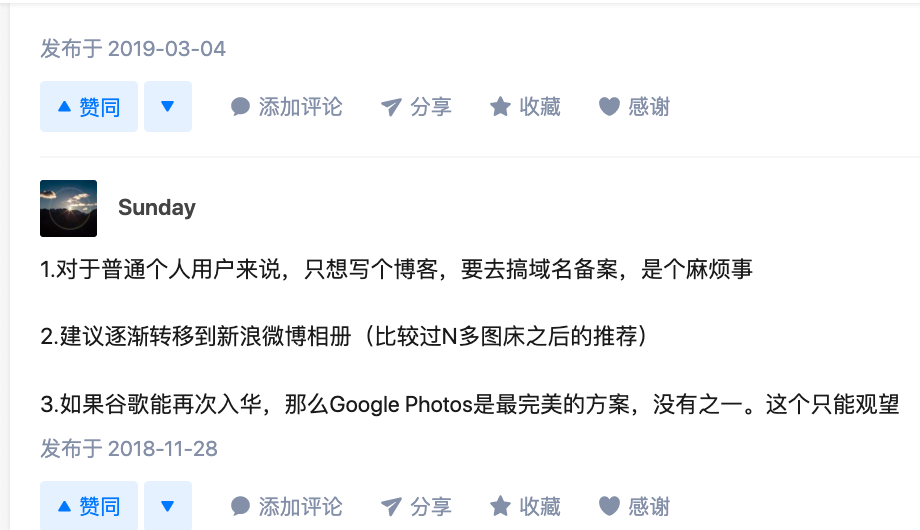 发布于 2019-03-04
赞同 添加评论 分享 收藏 感谢
Sunday
1.对于普通个人用户来说，只想写个博客，要去搞域名备案，是个麻烦事
2.建议逐渐转移到新浪微博相册（比较过N多图床之后的推荐）
3.如果谷歌能再次入华，那么Google Photos是最完美的方案，没有之一。这个只能观望
发布于 2018-11-28
赞同 添加评论 分享 收藏 感谢